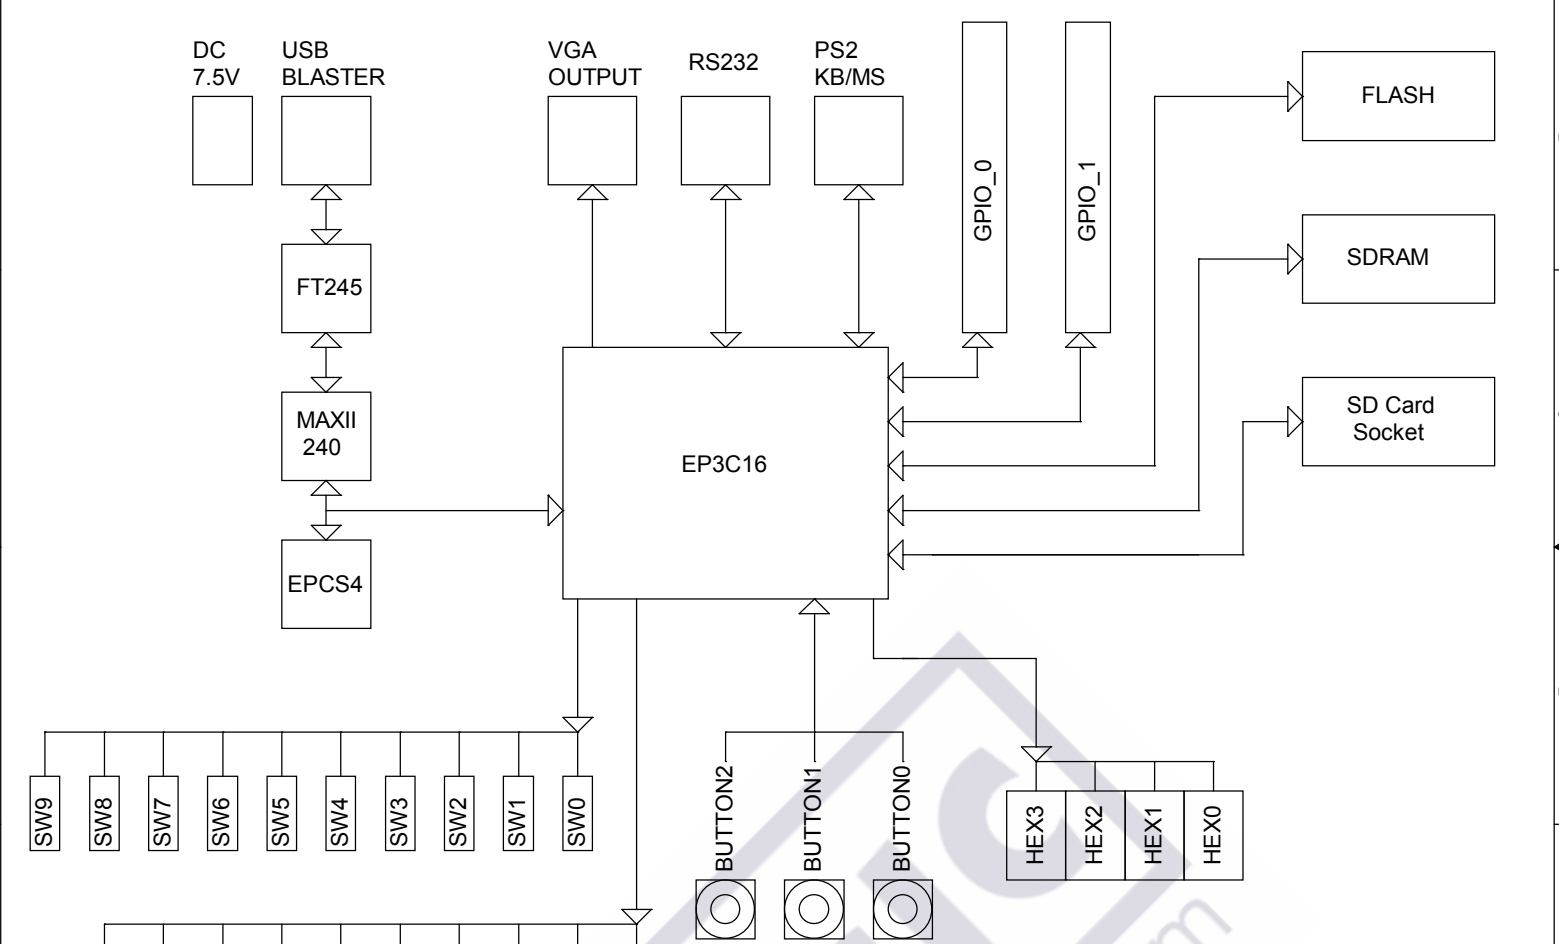 DC
7.5V
USB
BLASTER
VGA
OUTPUT
RS232
PS2
KB/MS
GPIO_0
GPIO_1
FLASH
SDRAM
SD Card
Socket
FT245
MAXII
240
EPCS4
EP3C16
SW9
SW8
SW7
SW6
SW5
SW4
SW3
SW2
SW1
SW0
BUTTON2
BUTTON1
BUTTON0
HEX3
HEX2
HEX1
HEX0